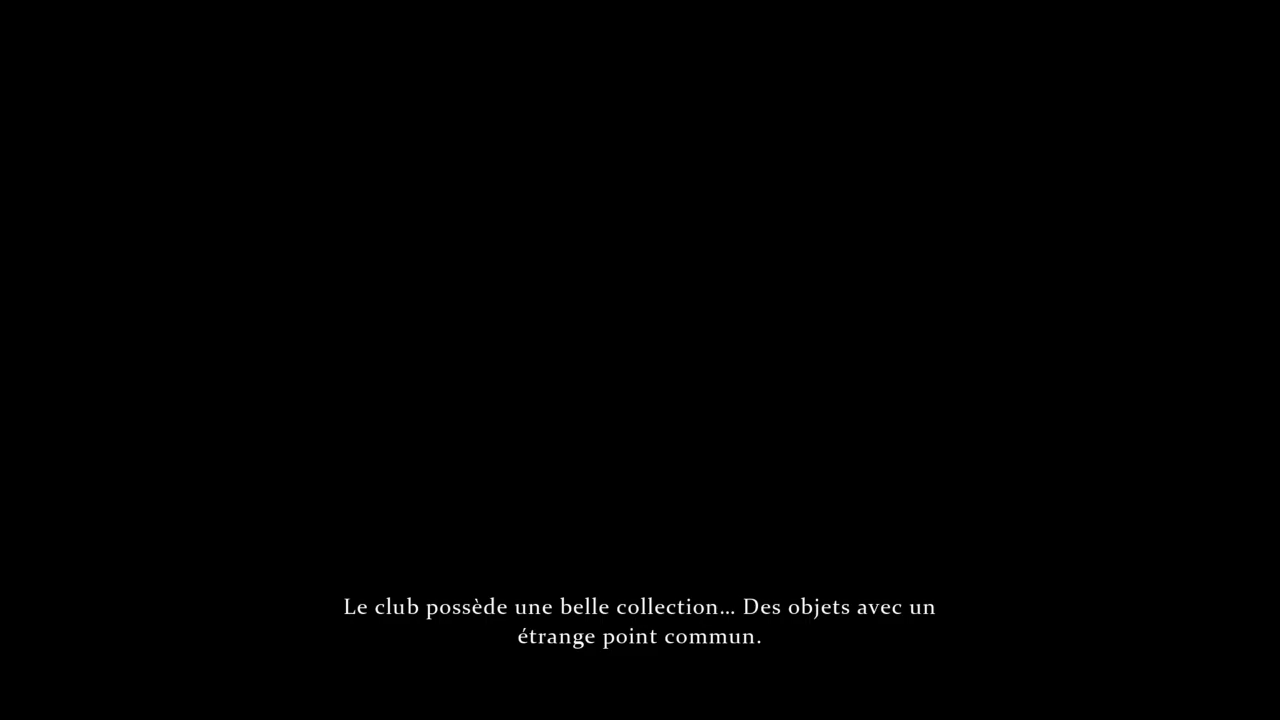 Le club possède une belle collection... Des objets avec un
étrange point commun.